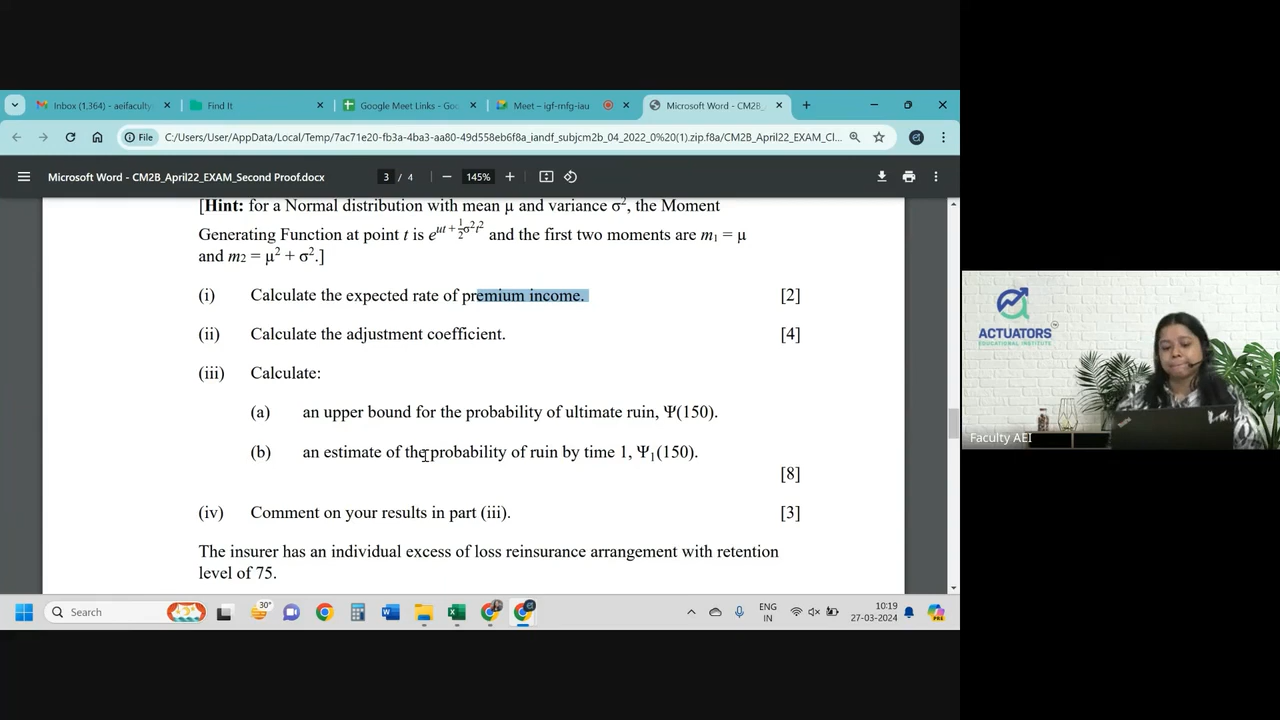 Inbox (1,364) - aeifaculty
Find It
Google Meet Links - Goo
Meet – igf-rnfg-iau
Microsoft Word - CM2B_
File
C:/Users/User/AppData/Local/Temp/7ac71e20-fb3a-4ba3-aa80-49d558eb6f8a_iandf_subjcm2b_04_2022_0%20(1).zip.f8a/CM2B_April22_EXAM_Cl...
Microsoft Word - CM2B_April22_EXAM_Second Proof.docx
3 / 4
145%
[Hint: for a Normal distribution with mean μ and variance σ², the Moment
Generating Function at point t is e^{μt + ½σ²t²} and the first two moments are m₁ = μ
and m₂ = μ² + σ².]
(i) Calculate the expected rate of premium income. [2]
(ii) Calculate the adjustment coefficient. [4]
(iii) Calculate:
(a) an upper bound for the probability of ultimate ruin, Ψ(150).
(b) an estimate of the probability of ruin by time 1, Ψ₁(150).
[8]
(iv) Comment on your results in part (iii). [3]
The insurer has an individual excess of loss reinsurance arrangement with retention
level of 75.
ACTUATORS
EDUCATIONAL INSTITUTE
Faculty AEI
Search
30°
ENG
IN
10:19
27-03-2024